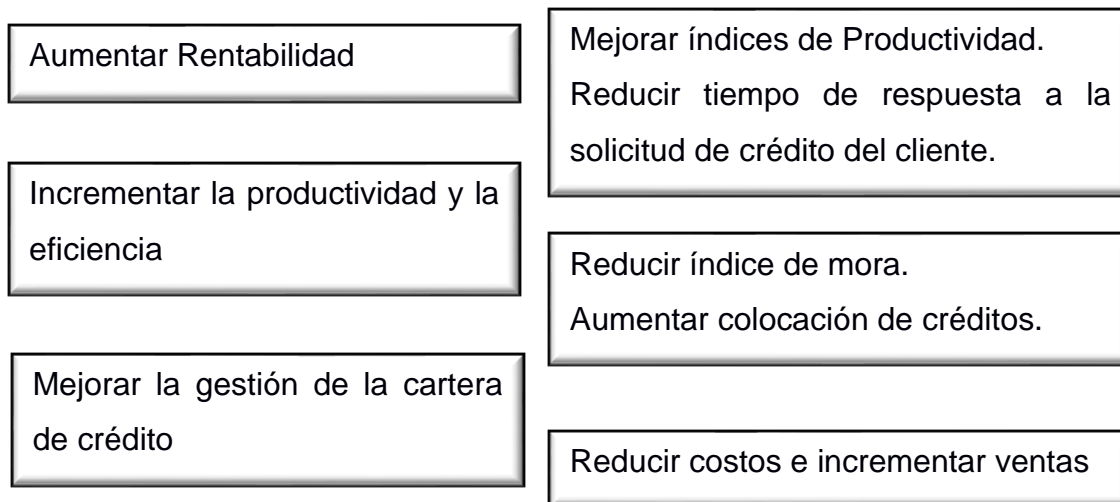 Aumentar Rentabilidad
Incrementar la productividad y la
eficiencia
Mejorar la gestión de la cartera
de crédito
Mejorar índices de Productividad.
Reducir tiempo de respuesta a la
solicitud de crédito del cliente.
Reducir índice de mora.
Aumentar colocación de créditos.
Reducir costos e incrementar ventas